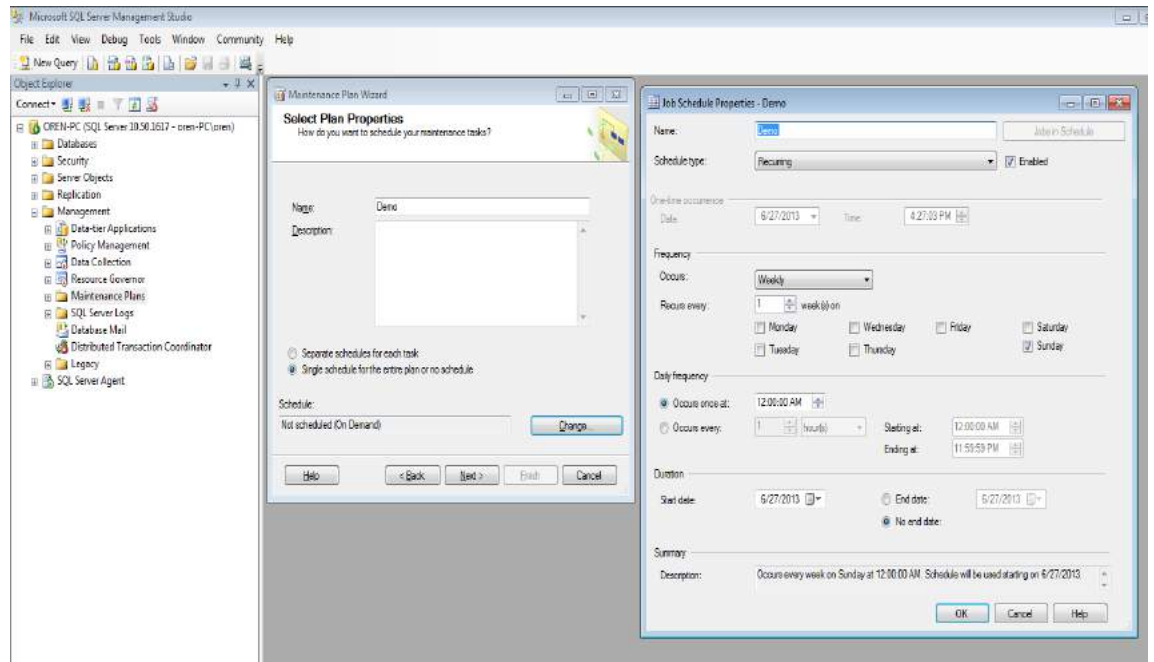 Microsoft SQL Server Management Studio
File Edit View Debug Tools Window Community Help
New Query
Object Explorer
Connect
OREN-PC (SQL Server 10.50.1617 - oren-PC\oren)
Databases
Security
Server Objects
Replication
Management
Data-tier Applications
Policy Management
Data Collection
Resource Governor
Maintenance Plans
SQL Server Logs
Database Mail
Distributed Transaction Coordinator
Legacy
SQL Server Agent
Maintenance Plan Wizard
Select Plan Properties
How do you want to schedule your maintenance tasks?
Name: Demo
Description:
Separate schedules for each task
Single schedule for the entire plan or no schedule
Schedule:
Not scheduled (On Demand) Change...
Help < Back Next > Finish Cancel
Job Schedule Properties - Demo
Name: Demo Jobs in Schedule
Schedule type: Recurring Enabled
One-time occurrence
Date: 6/27/2013 Time: 4:27:03 PM
Frequency
Occurs: Weekly
Recurs every: 1 week(s) on
Monday Wednesday Friday Saturday
Tuesday Thursday Sunday
Daily frequency
Occurs once at: 12:00:00 AM
Occurs every: 1 hour(s) Starting at: 12:00:00 AM
Ending at: 11:59:59 PM
Duration
Start date: 6/27/2013 End date: 6/27/2013
No end date:
Summary
Description: Occurs every week on Sunday at 12:00:00 AM. Schedule will be used starting on 6/27/2013.
OK Cancel Help